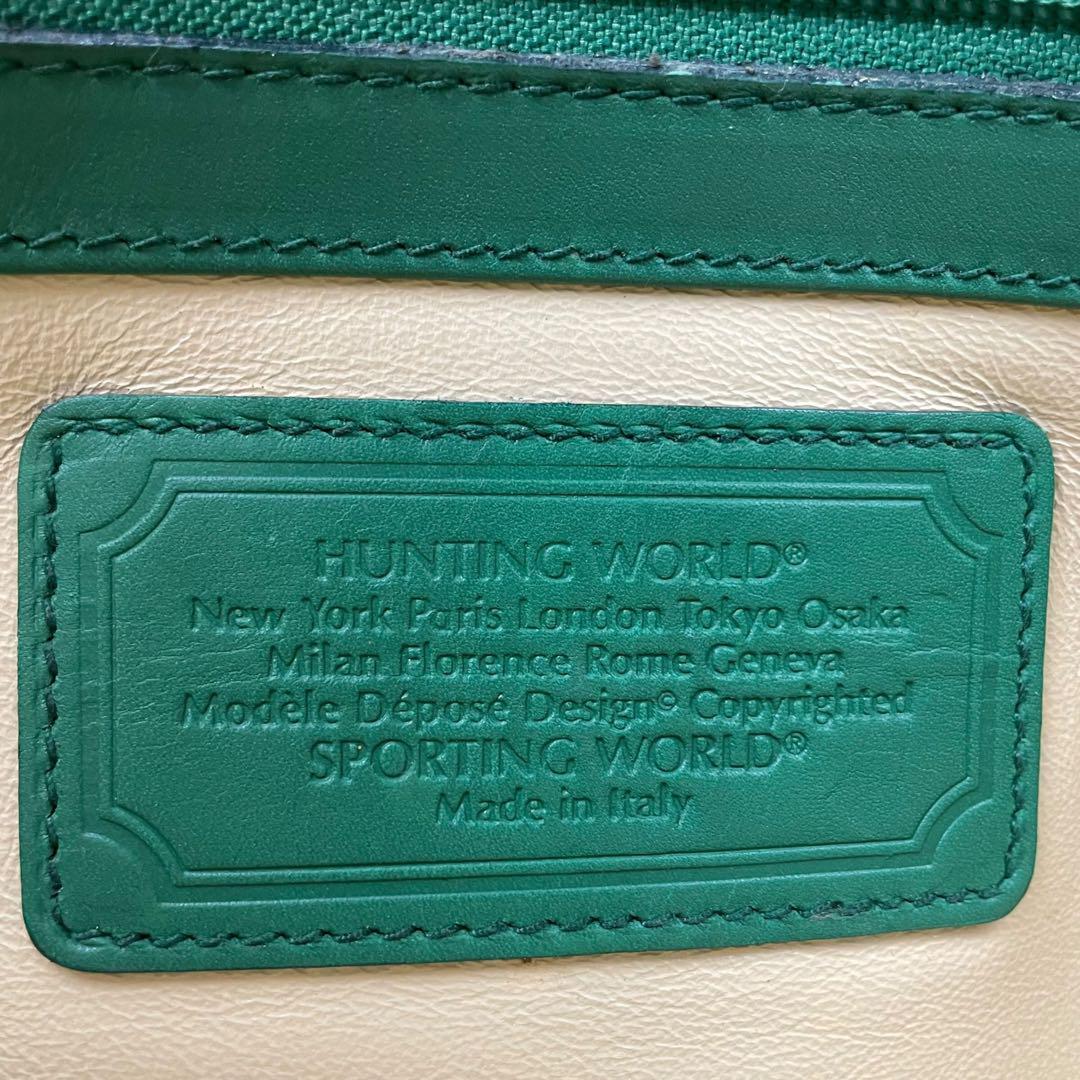 HUNTING WORLD®
New York Paris London Tokyo Osaka
Milan Florence Rome Geneva
Modèle Déposé Design© Copyrighted
SPORTING WORLD®
Made in Italy